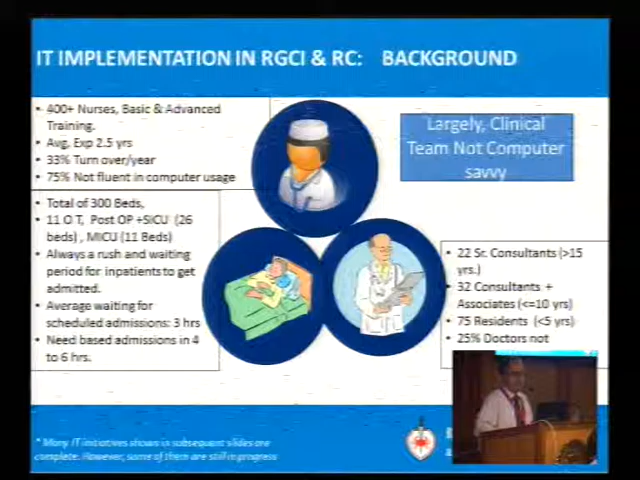 IT IMPLEMENTATION IN RGCI & RC: BACKGROUND
• 400+ Nurses, Basic & Advanced
Training.
• Avg. Exp 2.5 yrs
• 33% Turn over/year
• 75% Not fluent in computer usage
Largely, Clinical
Team Not Computer
savvy
• Total of 300 Beds,
• 11 O T, Post OP +SICU (26
beds) , MICU (11 Beds)
• Always a rush and waiting
period for inpatients to get
admitted.
• Average waiting for
scheduled admissions: 3 hrs
• Need based admissions in 4
to 6 hrs.
• 22 Sr. Consultants (>15
yrs.)
• 32 Consultants +
Associates (<=10 yrs)
• 75 Residents (<5 yrs)
• 25% Doctors not
* Many IT initiatives shown in subsequent slides are
complete. However, some of them are still in progress